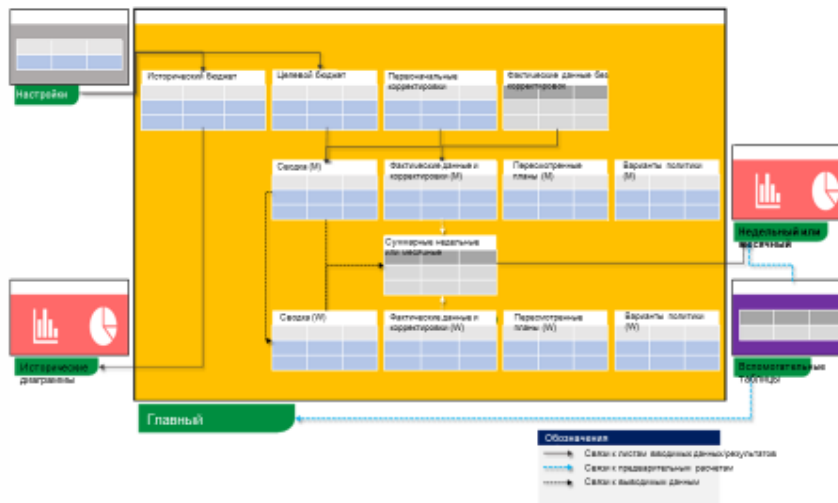 Настройки
Исторический бюджет
Целевой бюджет
Первоначальные
корректировки
Фактические данные без
корректировок
Сводка (M)
Фактические данные и
корректировки (M)
Пересмотренные
планы (M)
Варианты политики
(M)
Суммарные недельные
или месячные
Недельный или
месячный
Сводка (W)
Фактические данные и
корректировки (W)
Пересмотренные
планы (W)
Варианты политики
(W)
Исторические
диаграммы
Вспомогательные
таблицы
Главный
Обозначения
Связи к листам вводимых данных/результатов
Связи к предварительным расчетам
Связи к выводимым данным